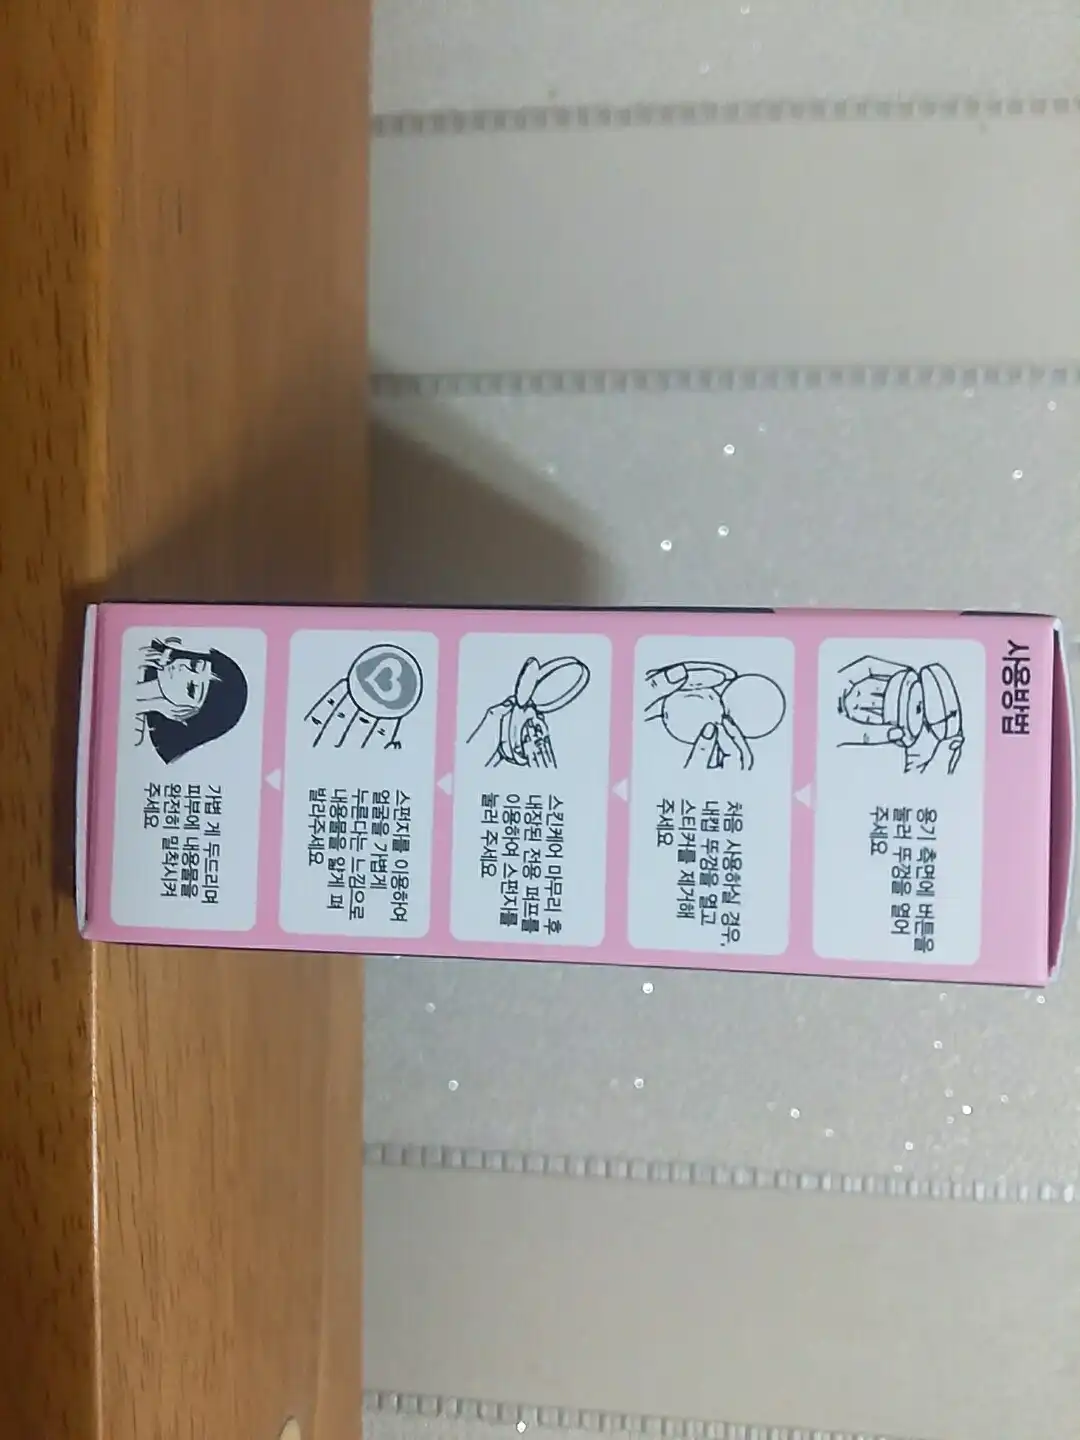 사용방법
용기 측면에 버튼을
눌러 뚜껑을 열어
주세요
처음 사용하실 경우,
내캡 뚜껑을 열고
스티커를 제거해
주세요
스킨케어 마무리 후
내장된 전용 퍼프를
이용하여 스펀지를
눌러 주세요
스펀지를 이용하여
얼굴을 가볍게
누른다는 느낌으로
내용물을 얇게 펴
발라주세요
가볍 게 두드리며
피부에 내용물을
완전히 밀착시켜
주세요